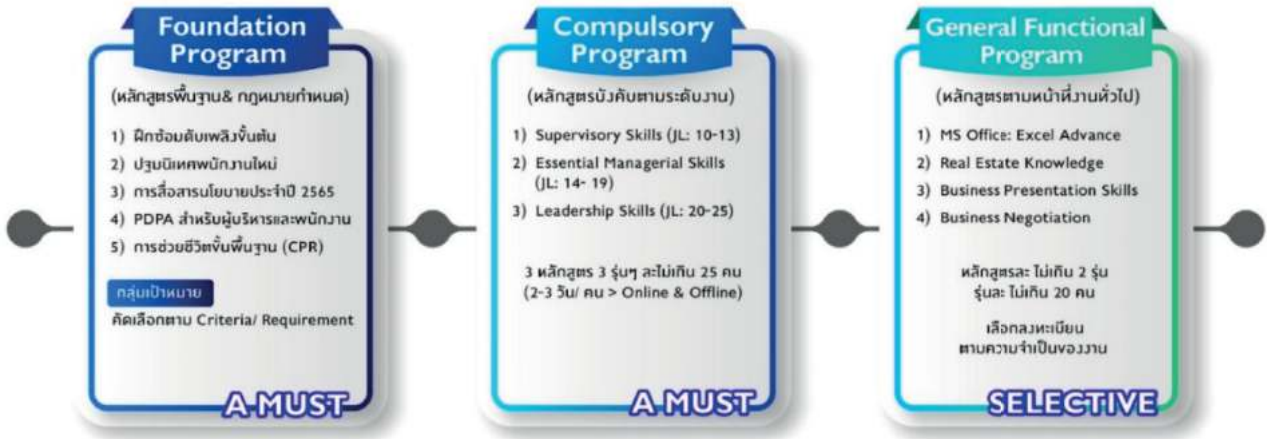 Foundation
Program
(หลักสูตรพื้นฐาน& กฎหมายกำหนด)
1) ฝึกซ้อมดับเพลิงขั้นต้น
2) ปฐมนิเทศพนักงานใหม่
3) การสื่อสารนโยบายประจำปี 2565
4) PDPA สำหรับผู้บริหารและพนักงาน
5) การช่วยชีวิตขั้นพื้นฐาน (CPR)
กลุ่มเป้าหมาย
คัดเลือกตาม Criteria/ Requirement
A MUST
Compulsory
Program
(หลักสูตรบังคับตามระดับงาน)
1) Supervisory Skills (JL: 10-13)
2) Essential Managerial Skills
(JL: 14- 19)
3) Leadership Skills (JL: 20-25)
3 หลักสูตร 3 รุ่นๆ ละไม่เกิน 25 คน
(2-3 วัน/ คน > Online & Offline)
A MUST
General Functional
Program
(หลักสูตรตามหน้าที่งานทั่วไป)
1) MS Office: Excel Advance
2) Real Estate Knowledge
3) Business Presentation Skills
4) Business Negotiation
หลักสูตรละ ไม่เกิน 2 รุ่น
รุ่นละ ไม่เกิน 20 คน
เลือกลงทะเบียน
ตามความจำเป็นของงาน
SELECTIVE